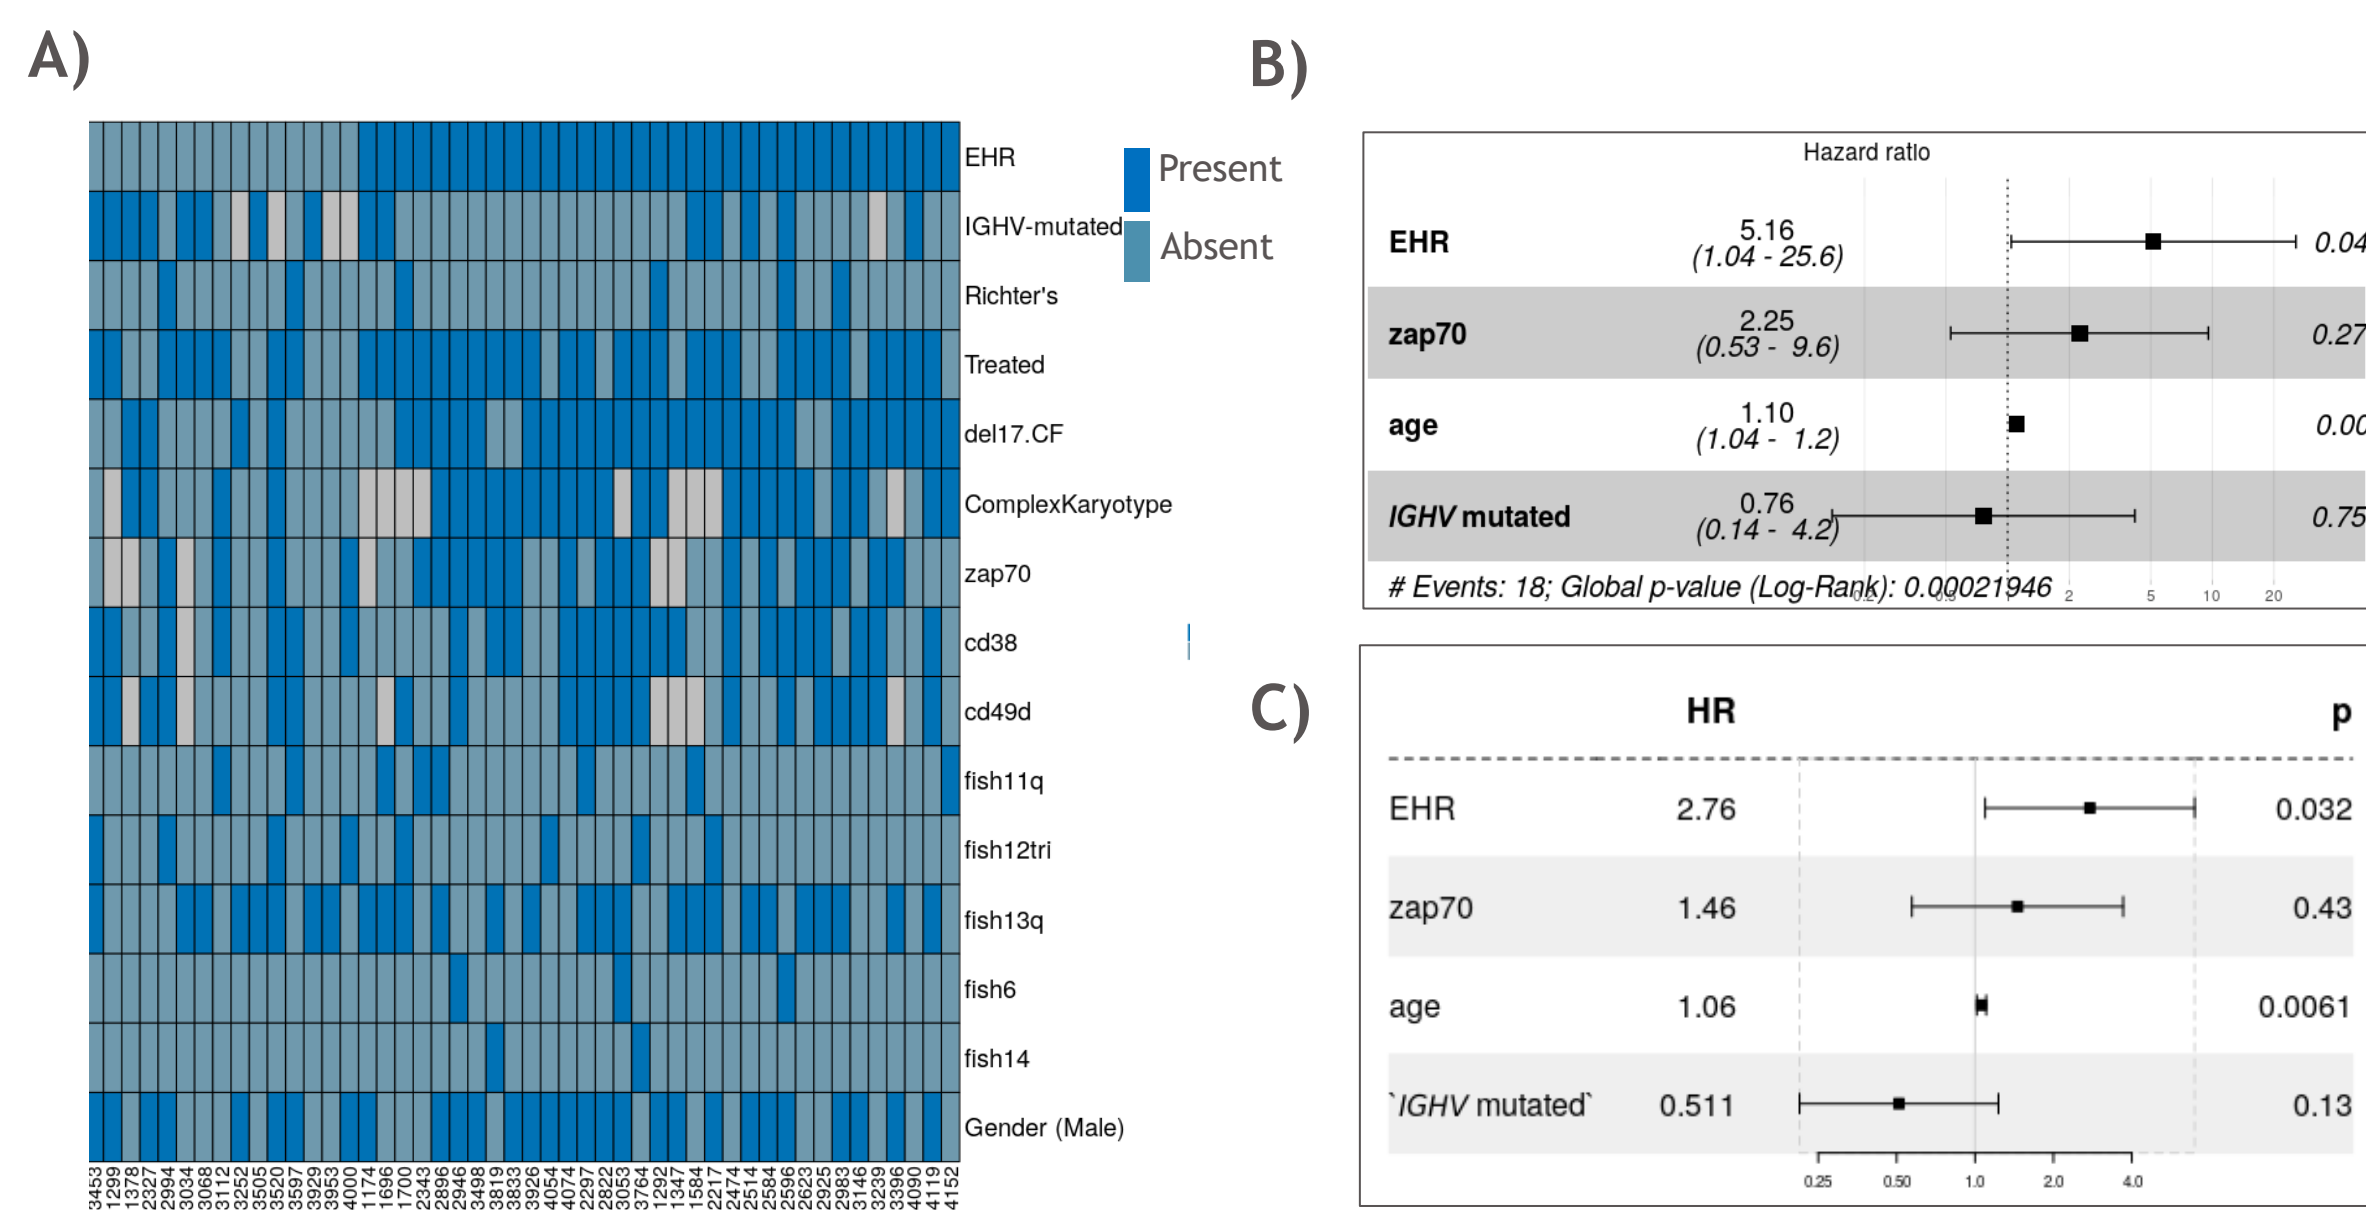 A)
EHR
IGHV-mutated
Richter's
Treated
del17.CF
ComplexKaryotype
zap70
cd38
cd49d
fish11q
fish12tri
fish13q
fish6
fish14
Gender (Male)
Present
Absent
3453 1299 1378 2327 2994 3034 3068 3112 3252 3505 3520 3597 3929 3953 4000 1174 1696 1700 2343 2896 2946 3498 3819 3833 3926 4054 4074 2297 2822 3053 3764 1292 1347 1584 2217 2474 2514 2584 2596 2623 2925 2983 3146 3239 3396 4090 4119 4152
B)
Hazard ratio
EHR 5.16 0.04
(1.04 - 25.6)
zap70 2.25 0.27
(0.53 - 9.6)
age 1.10 0.00
(1.04 - 1.2)
IGHV mutated 0.76 0.75
(0.14 - 4.2)
# Events: 18; Global p-value (Log-Rank): 0.00021946
0.2 0.5 1 2 5 10 20
C)
HR p
EHR 2.76 0.032
zap70 1.46 0.43
age 1.06 0.0061
`IGHV mutated` 0.511 0.13
0.25 0.50 1.0 2.0 4.0